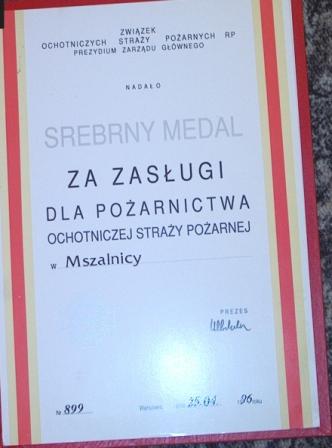 ZWIĄZEK
OCHOTNICZYCH STRAŻY POŻARNYCH RP
PREZYDIUM ZARZĄDU GŁÓWNEGO
NADAŁO
SREBRNY MEDAL
ZA ZASŁUGI
DLA POŻARNICTWA
OCHOTNICZEJ STRAŻY POŻARNEJ
w Mszalnicy
PREZES
Nr 899 Warszawa, 25.04. 1996 roku